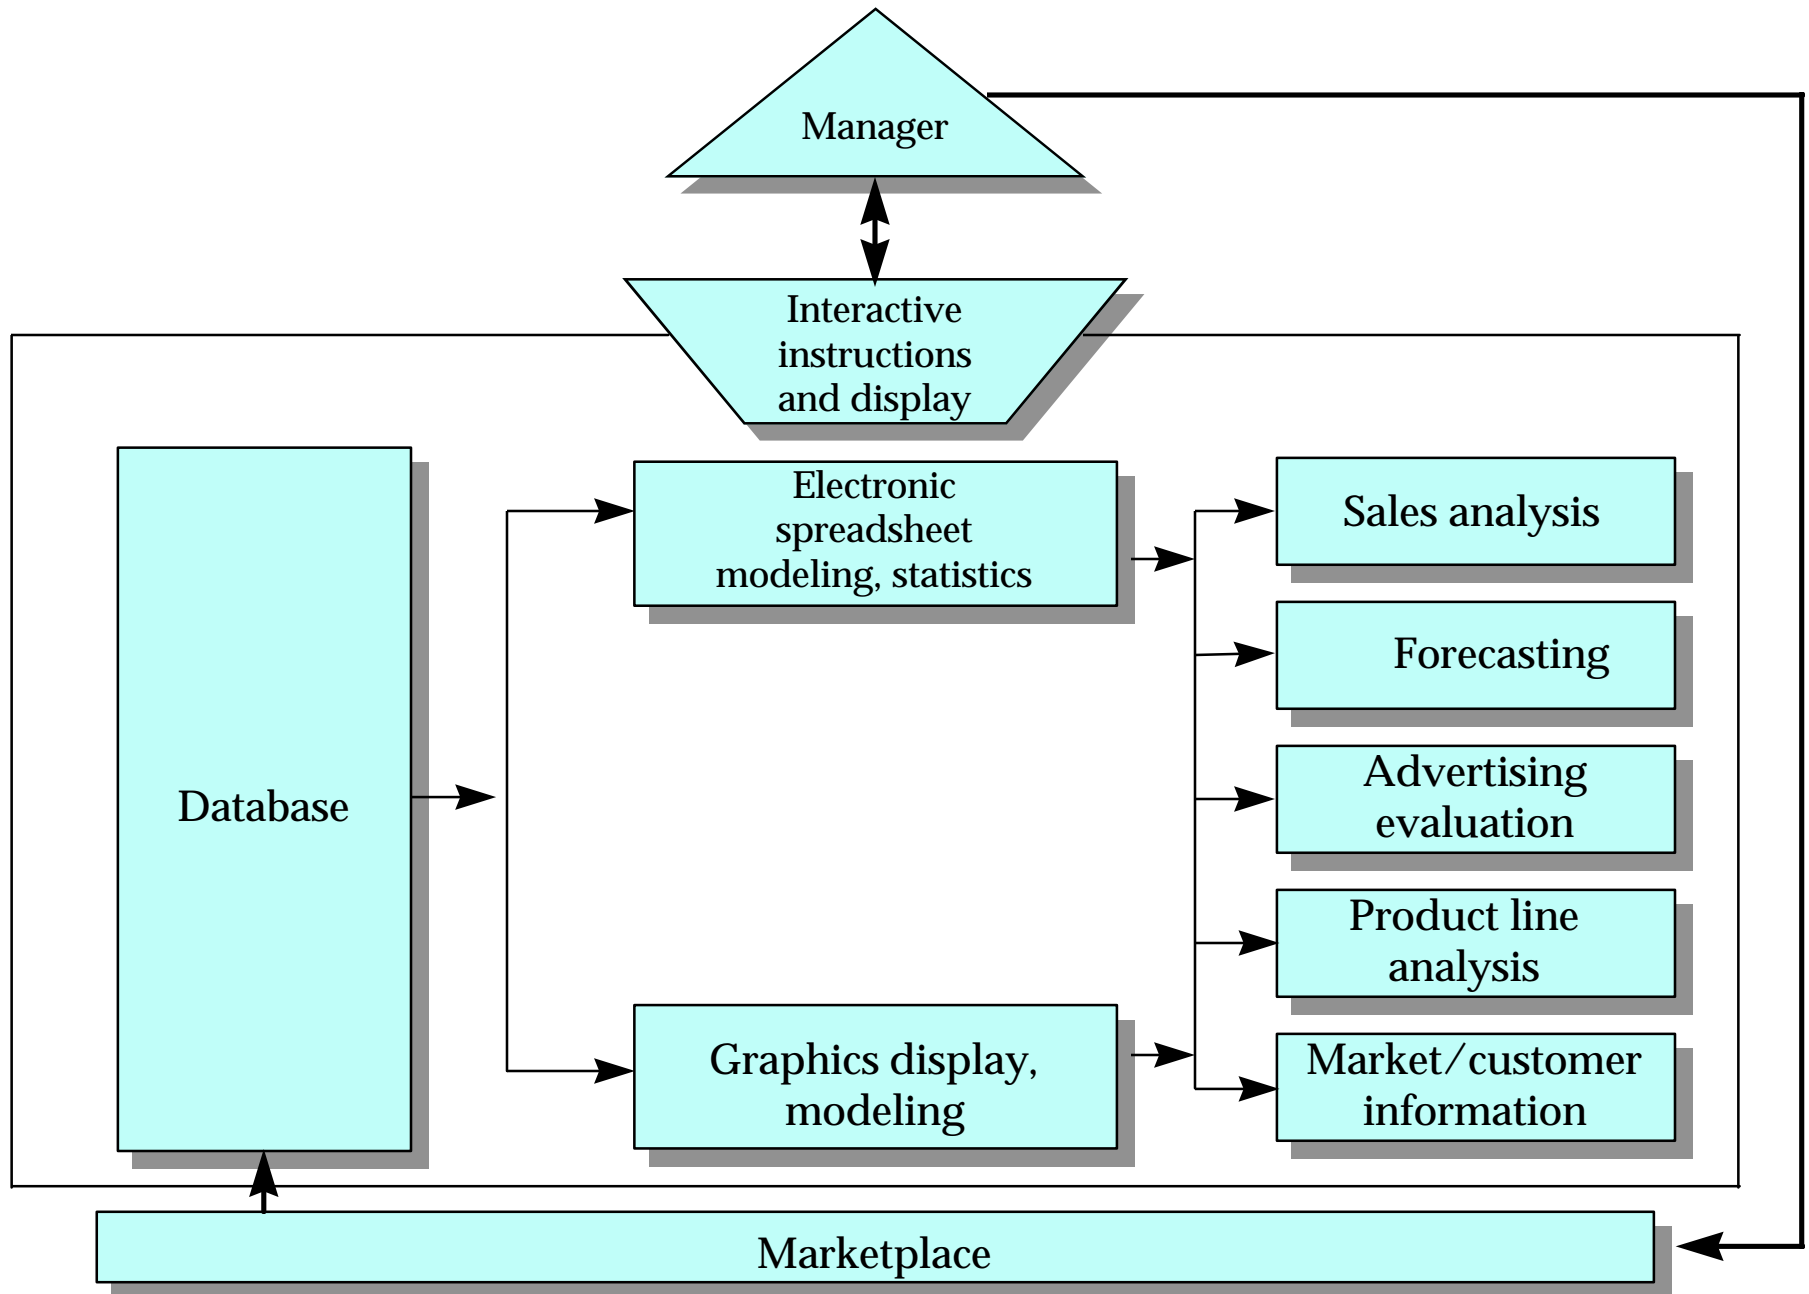 Manager
Interactive
instructions
and display
Database
Electronic
spreadsheet
modeling, statistics
Graphics display,
modeling
Sales analysis
Forecasting
Advertising
evaluation
Product line
analysis
Market/customer
information
Marketplace